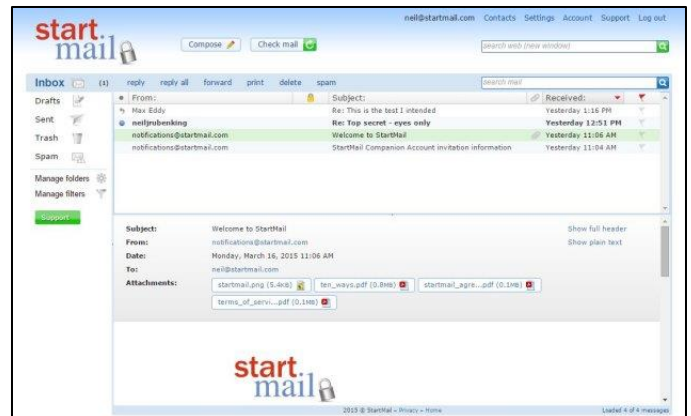 neil@startmail.com Contacts Settings Account Support Log out
start
mail
Compose Check mail search web (new window)
Inbox (1) reply reply all forward print delete spam search mail
Drafts From: Subject: Received:
Max Eddy Re: This is the test I intended Yesterday 1:16 PM
Sent neiljrubenking Re: Top secret - eyes only Yesterday 12:51 PM
notifications@startmail.com Welcome to StartMail Yesterday 11:06 AM
Trash notifications@startmail.com StartMail Companion Account invitation information Yesterday 11:04 AM
Spam
Manage folders
Manage filters
Support
Subject: Welcome to StartMail Show full header
From: notifications@startmail.com Show plain text
Date: Monday, March 16, 2015 11:06 AM
To: neil@startmail.com
Attachments: startmail.png (5.4KB) ten_ways.pdf (0.8MB) startmail_agre...pdf (0.1MB)
terms_of_servi...pdf (0.1MB)
start
mail
2015 © StartMail - Privacy - Home Loaded 4 of 4 messages